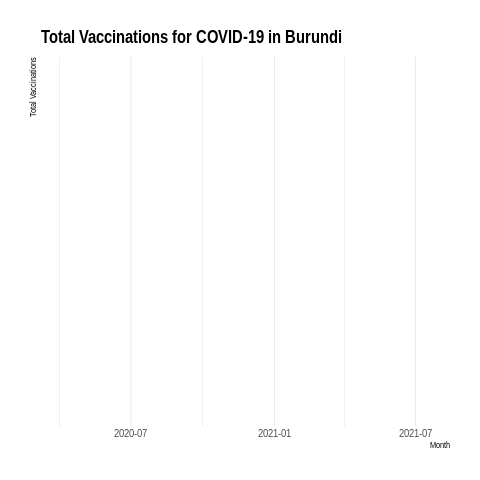 Total Vaccinations for COVID-19 in Burundi
Total Vaccinations
2020-07
2021-01
2021-07
Month